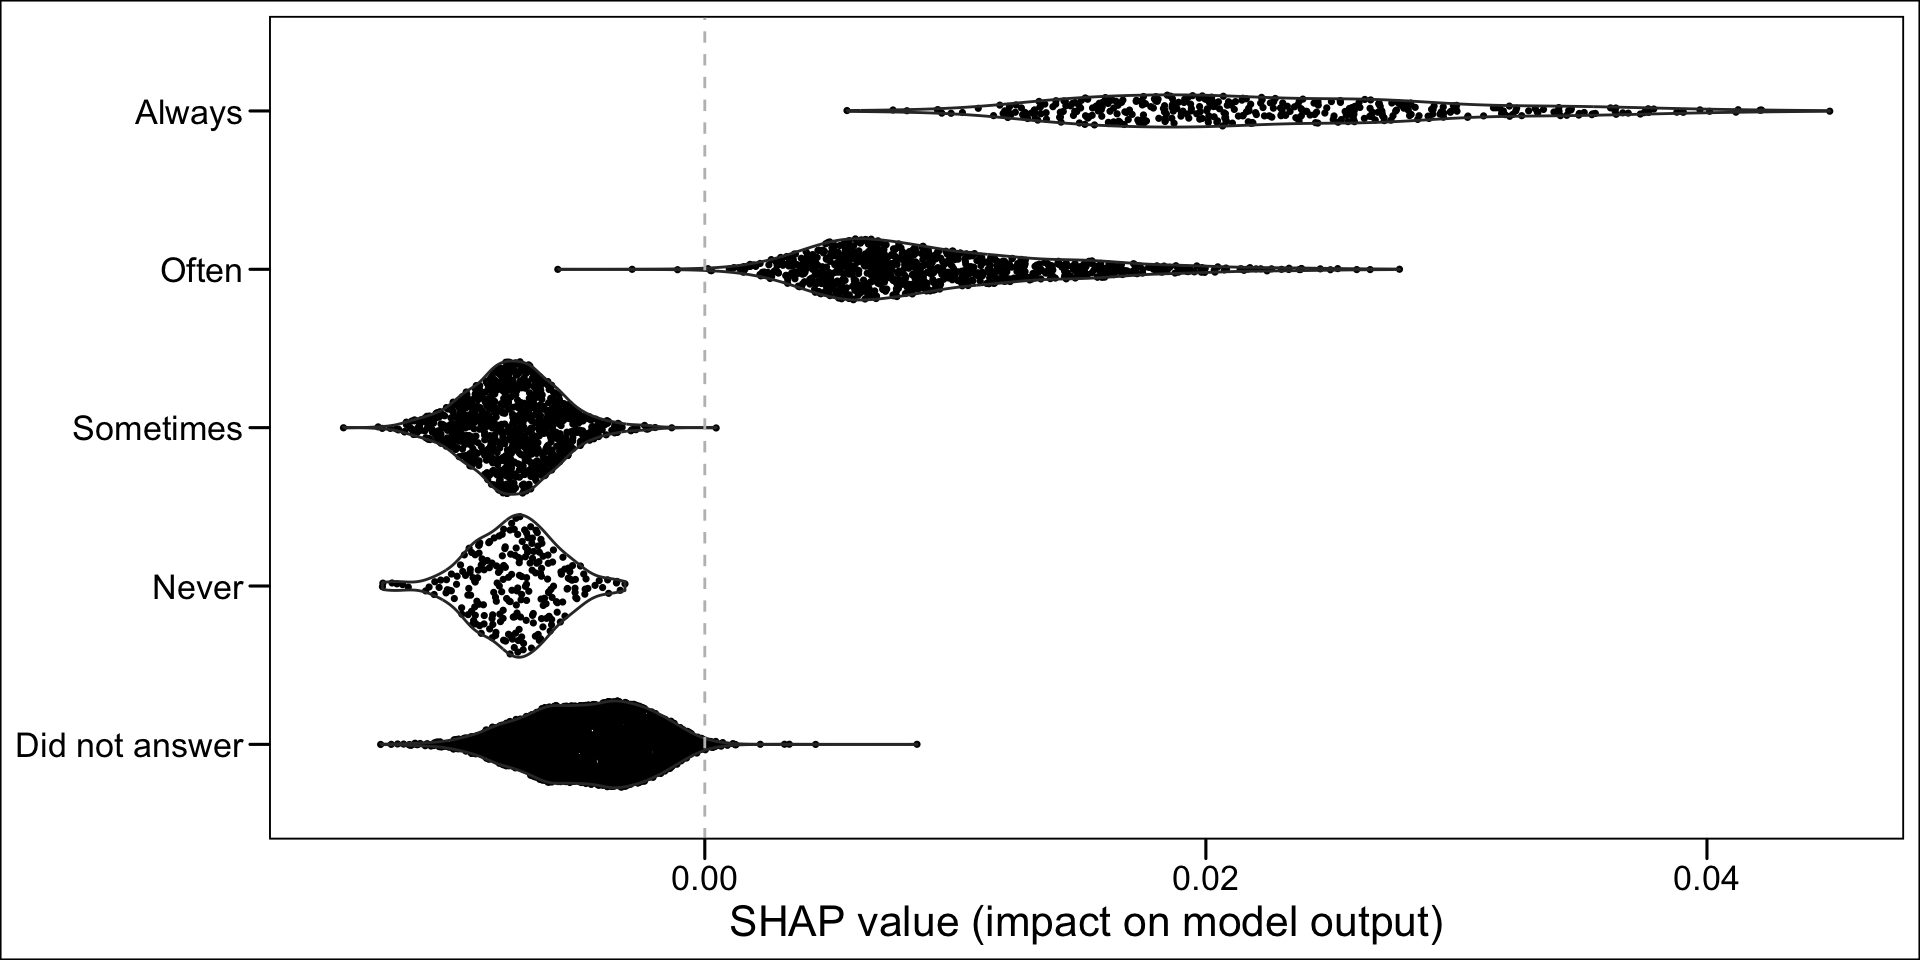 Always
Often
Sometimes
Never
Did not answer
0.00 0.02 0.04
SHAP value (impact on model output)